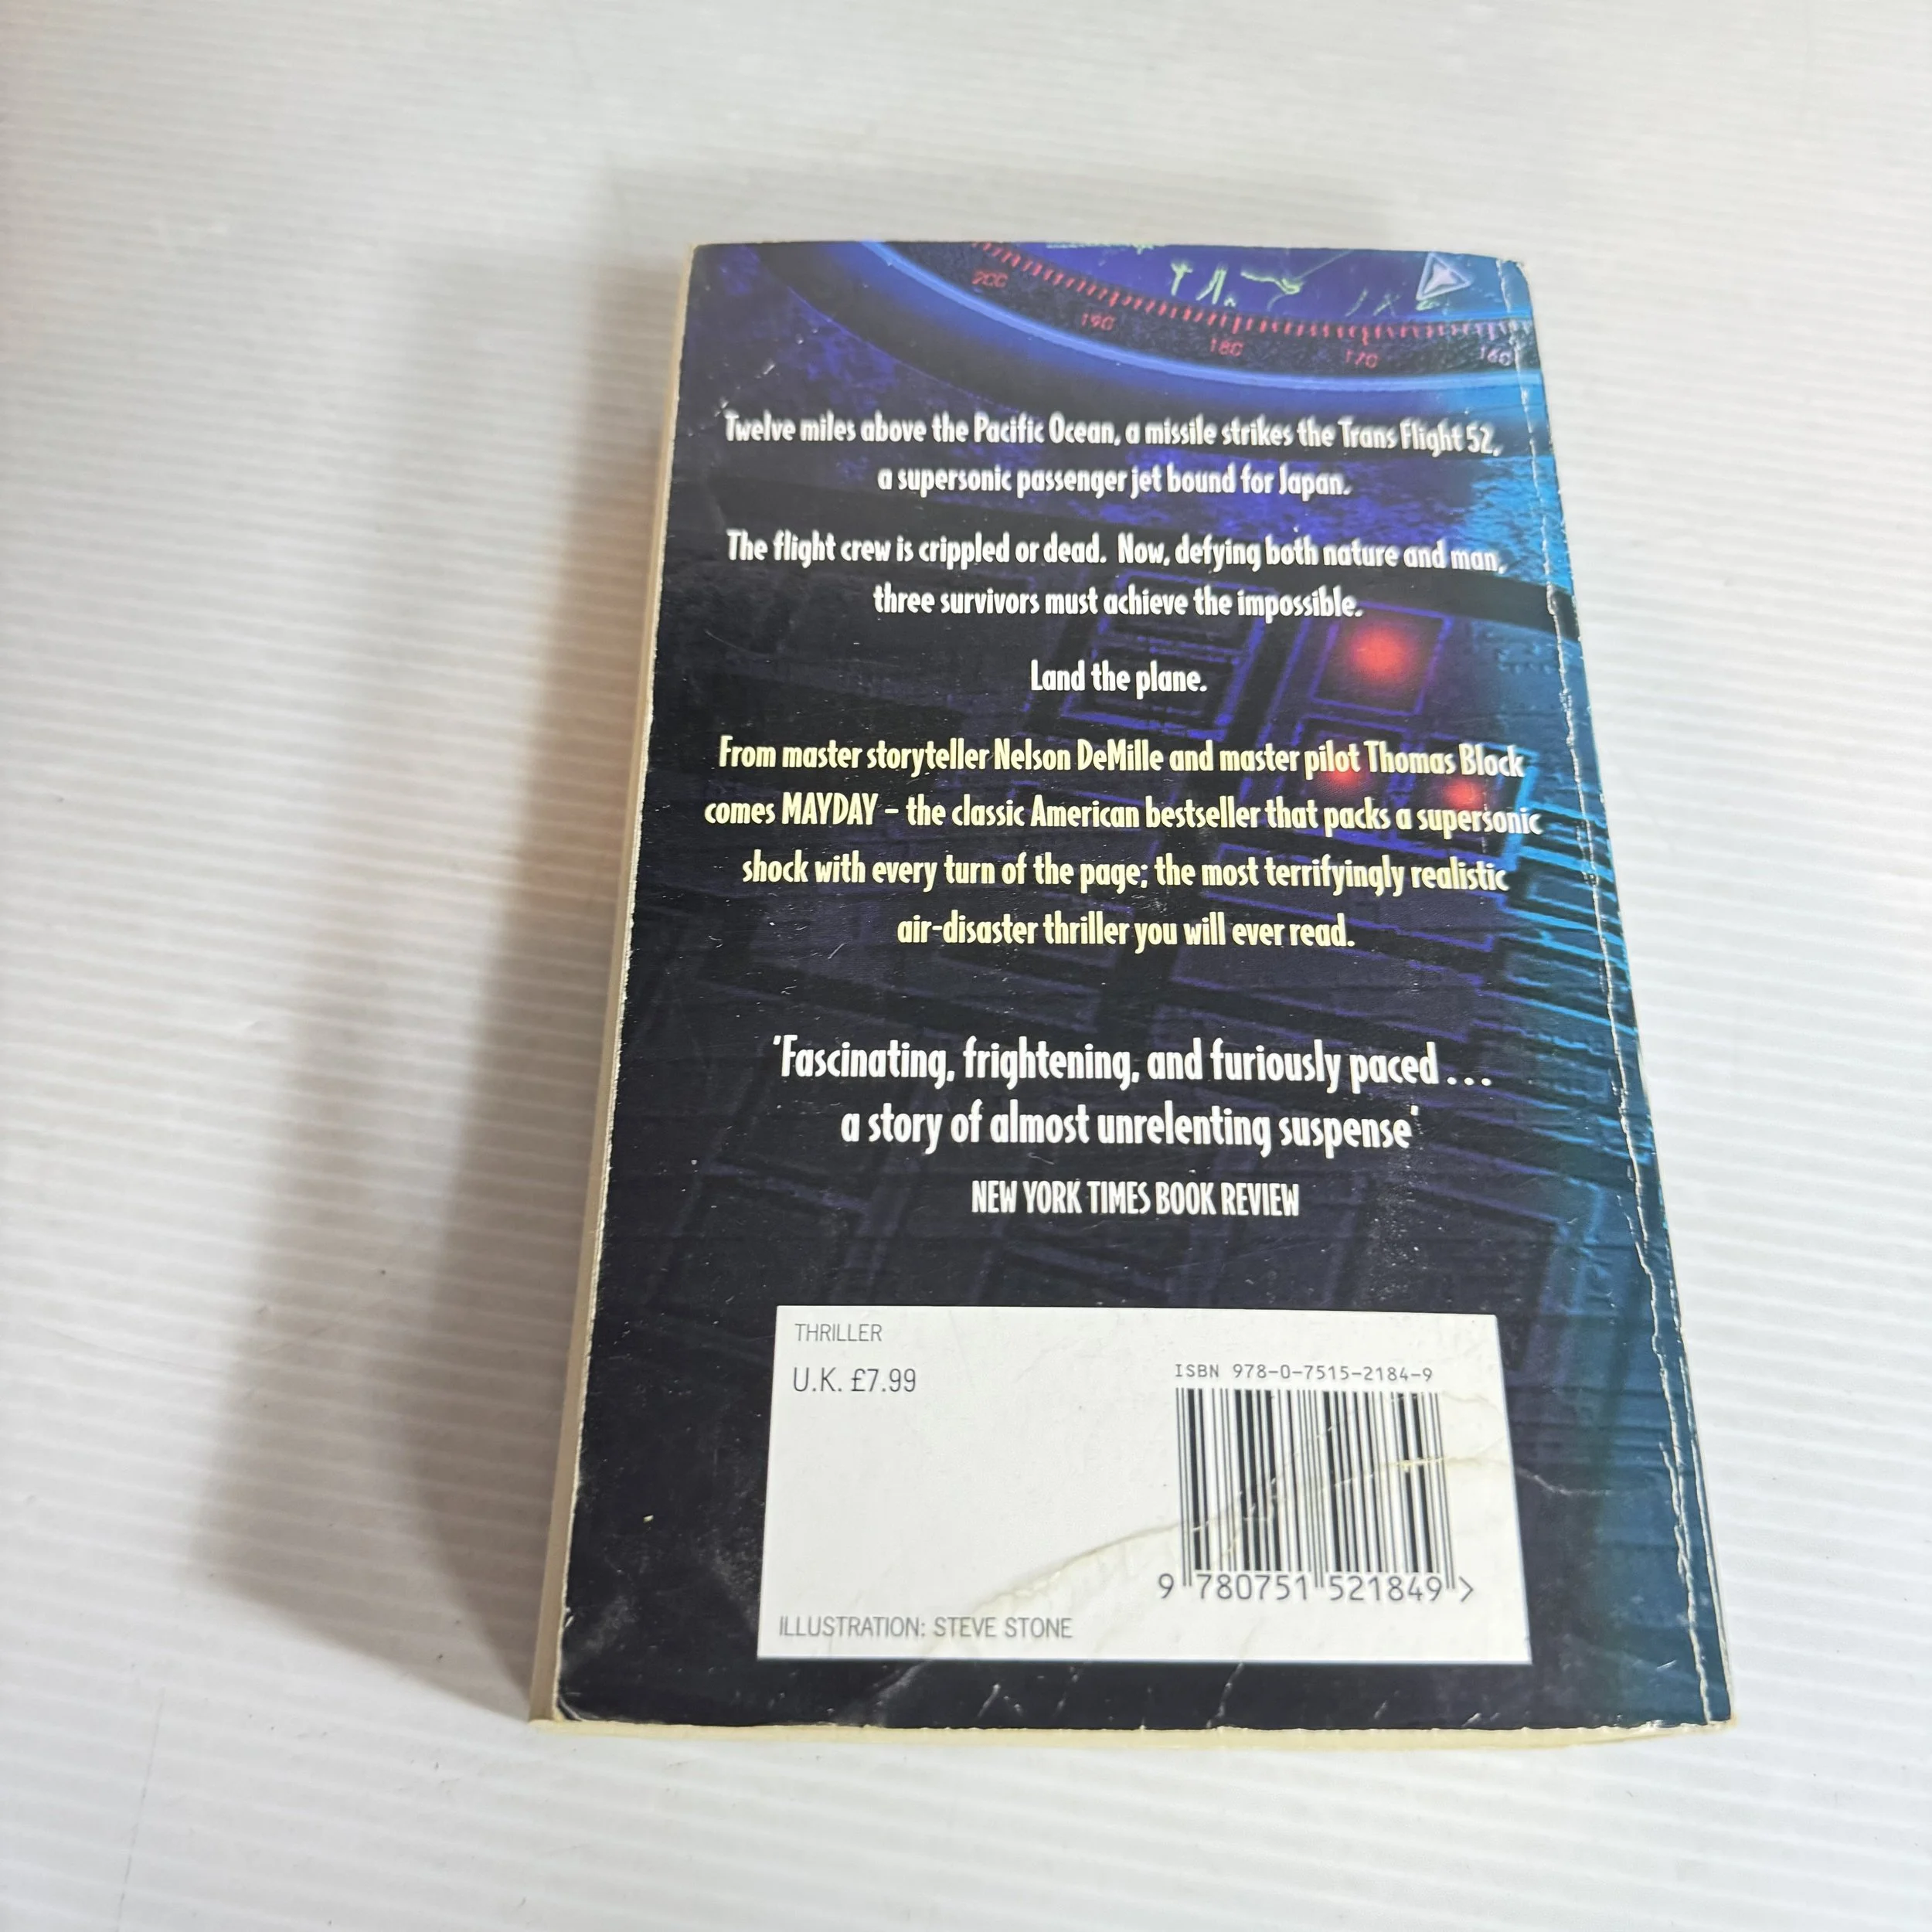 200
190
180
170
160
Twelve miles above the Pacific Ocean, a missile strikes the Trans Flight 52,
a supersonic passenger jet bound for Japan.
The flight crew is crippled or dead. Now, defying both nature and man,
three survivors must achieve the impossible.
Land the plane.
From master storyteller Nelson DeMille and master pilot Thomas Block
comes MAYDAY – the classic American bestseller that packs a supersonic
shock with every turn of the page; the most terrifyingly realistic
air-disaster thriller you will ever read.
'Fascinating, frightening, and furiously paced ...
a story of almost unrelenting suspense'
NEW YORK TIMES BOOK REVIEW
THRILLER
U.K. £7.99
ISBN 978-0-7515-2184-9
9 780751 521849 >
ILLUSTRATION: STEVE STONE